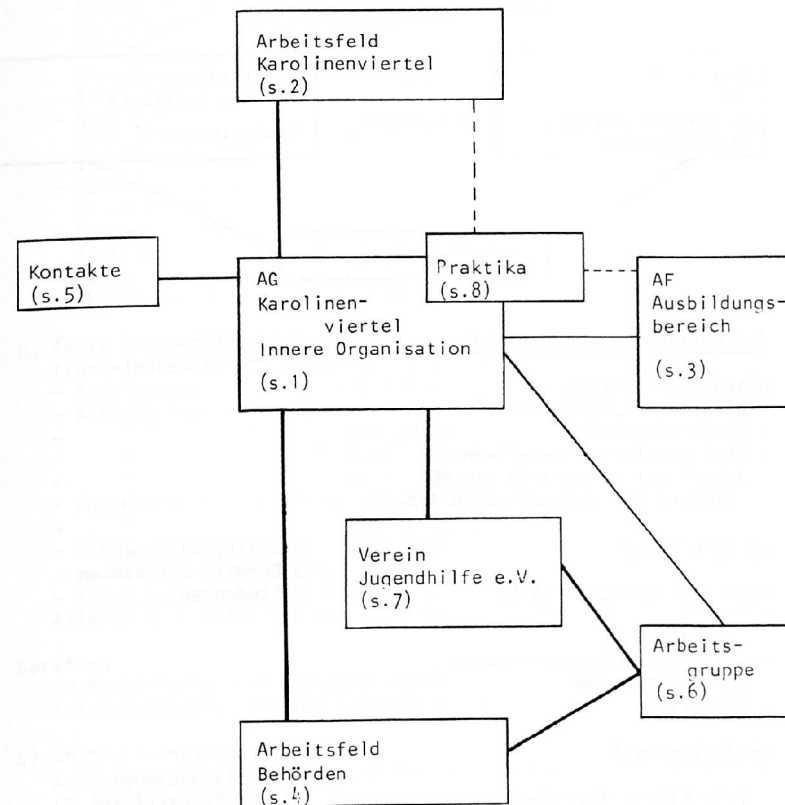 Arbeitsfeld
Karolinenviertel
(s.2)
Kontakte
(s.5)
AG
Karolinen-
viertel
Innere Organisation
(s.1)
Praktika
(s.8)
AF
Ausbildungs-
bereich
(s.3)
Verein
Jugendhilfe e.V.
(s.7)
Arbeits-
gruppe
(s.6)
Arbeitsfeld
Behörden
(s.4)